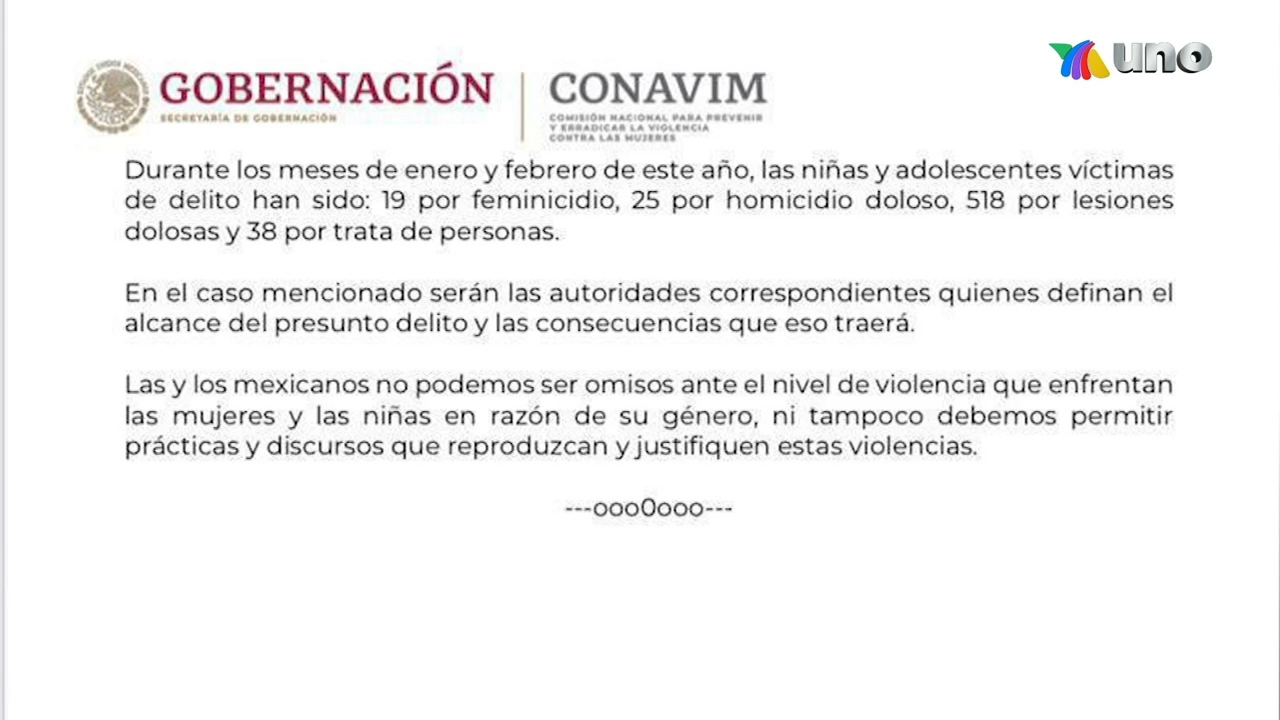 GOBERNACIÓN
SECRETARÍA DE GOBERNACIÓN
CONAVIM
COMISIÓN NACIONAL PARA PREVENIR
Y ERRADICAR LA VIOLENCIA
CONTRA LAS MUJERES
uno
Durante los meses de enero y febrero de este año, las niñas y adolescentes víctimas
de delito han sido: 19 por feminicidio, 25 por homicidio doloso, 518 por lesiones
dolosas y 38 por trata de personas.
En el caso mencionado serán las autoridades correspondientes quienes definan el
alcance del presunto delito y las consecuencias que eso traerá.
Las y los mexicanos no podemos ser omisos ante el nivel de violencia que enfrentan
las mujeres y las niñas en razón de su género, ni tampoco debemos permitir
prácticas y discursos que reproduzcan y justifiquen estas violencias.
---ooo0ooo---